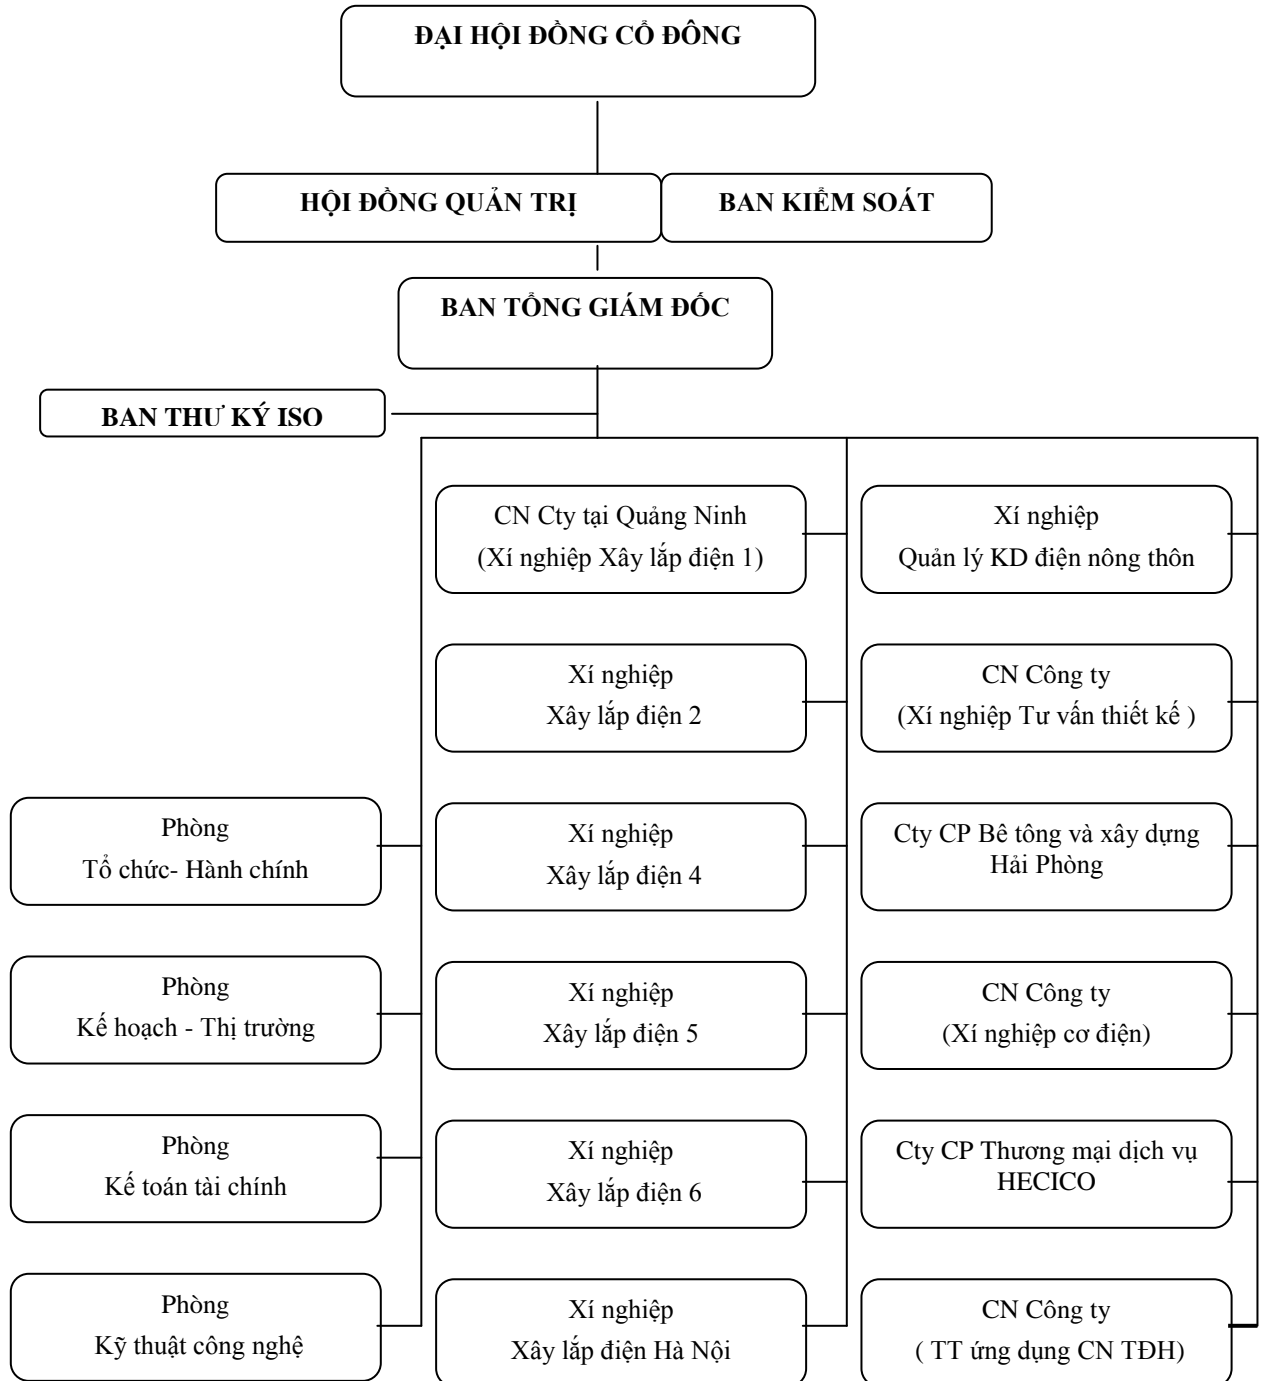 ĐẠI HỘI ĐỒNG CỔ ĐÔNG
HỘI ĐỒNG QUẢN TRỊ
BAN KIỂM SOÁT
BAN TỔNG GIÁM ĐỐC
BAN THƯ KÝ ISO
CN Cty tại Quảng Ninh
(Xí nghiệp Xây lắp điện 1)
Xí nghiệp
Quản lý KD điện nông thôn
Xí nghiệp
Xây lắp điện 2
CN Công ty
(Xí nghiệp Tư vấn thiết kế )
Phòng
Tổ chức- Hành chính
Xí nghiệp
Xây lắp điện 4
Cty CP Bê tông và xây dựng
Hải Phòng
Phòng
Kế hoạch - Thị trường
Xí nghiệp
Xây lắp điện 5
CN Công ty
(Xí nghiệp cơ điện)
Phòng
Kế toán tài chính
Xí nghiệp
Xây lắp điện 6
Cty CP Thương mại dịch vụ
HECICO
Phòng
Kỹ thuật công nghệ
Xí nghiệp
Xây lắp điện Hà Nội
CN Công ty
( TT ứng dụng CN TĐH)